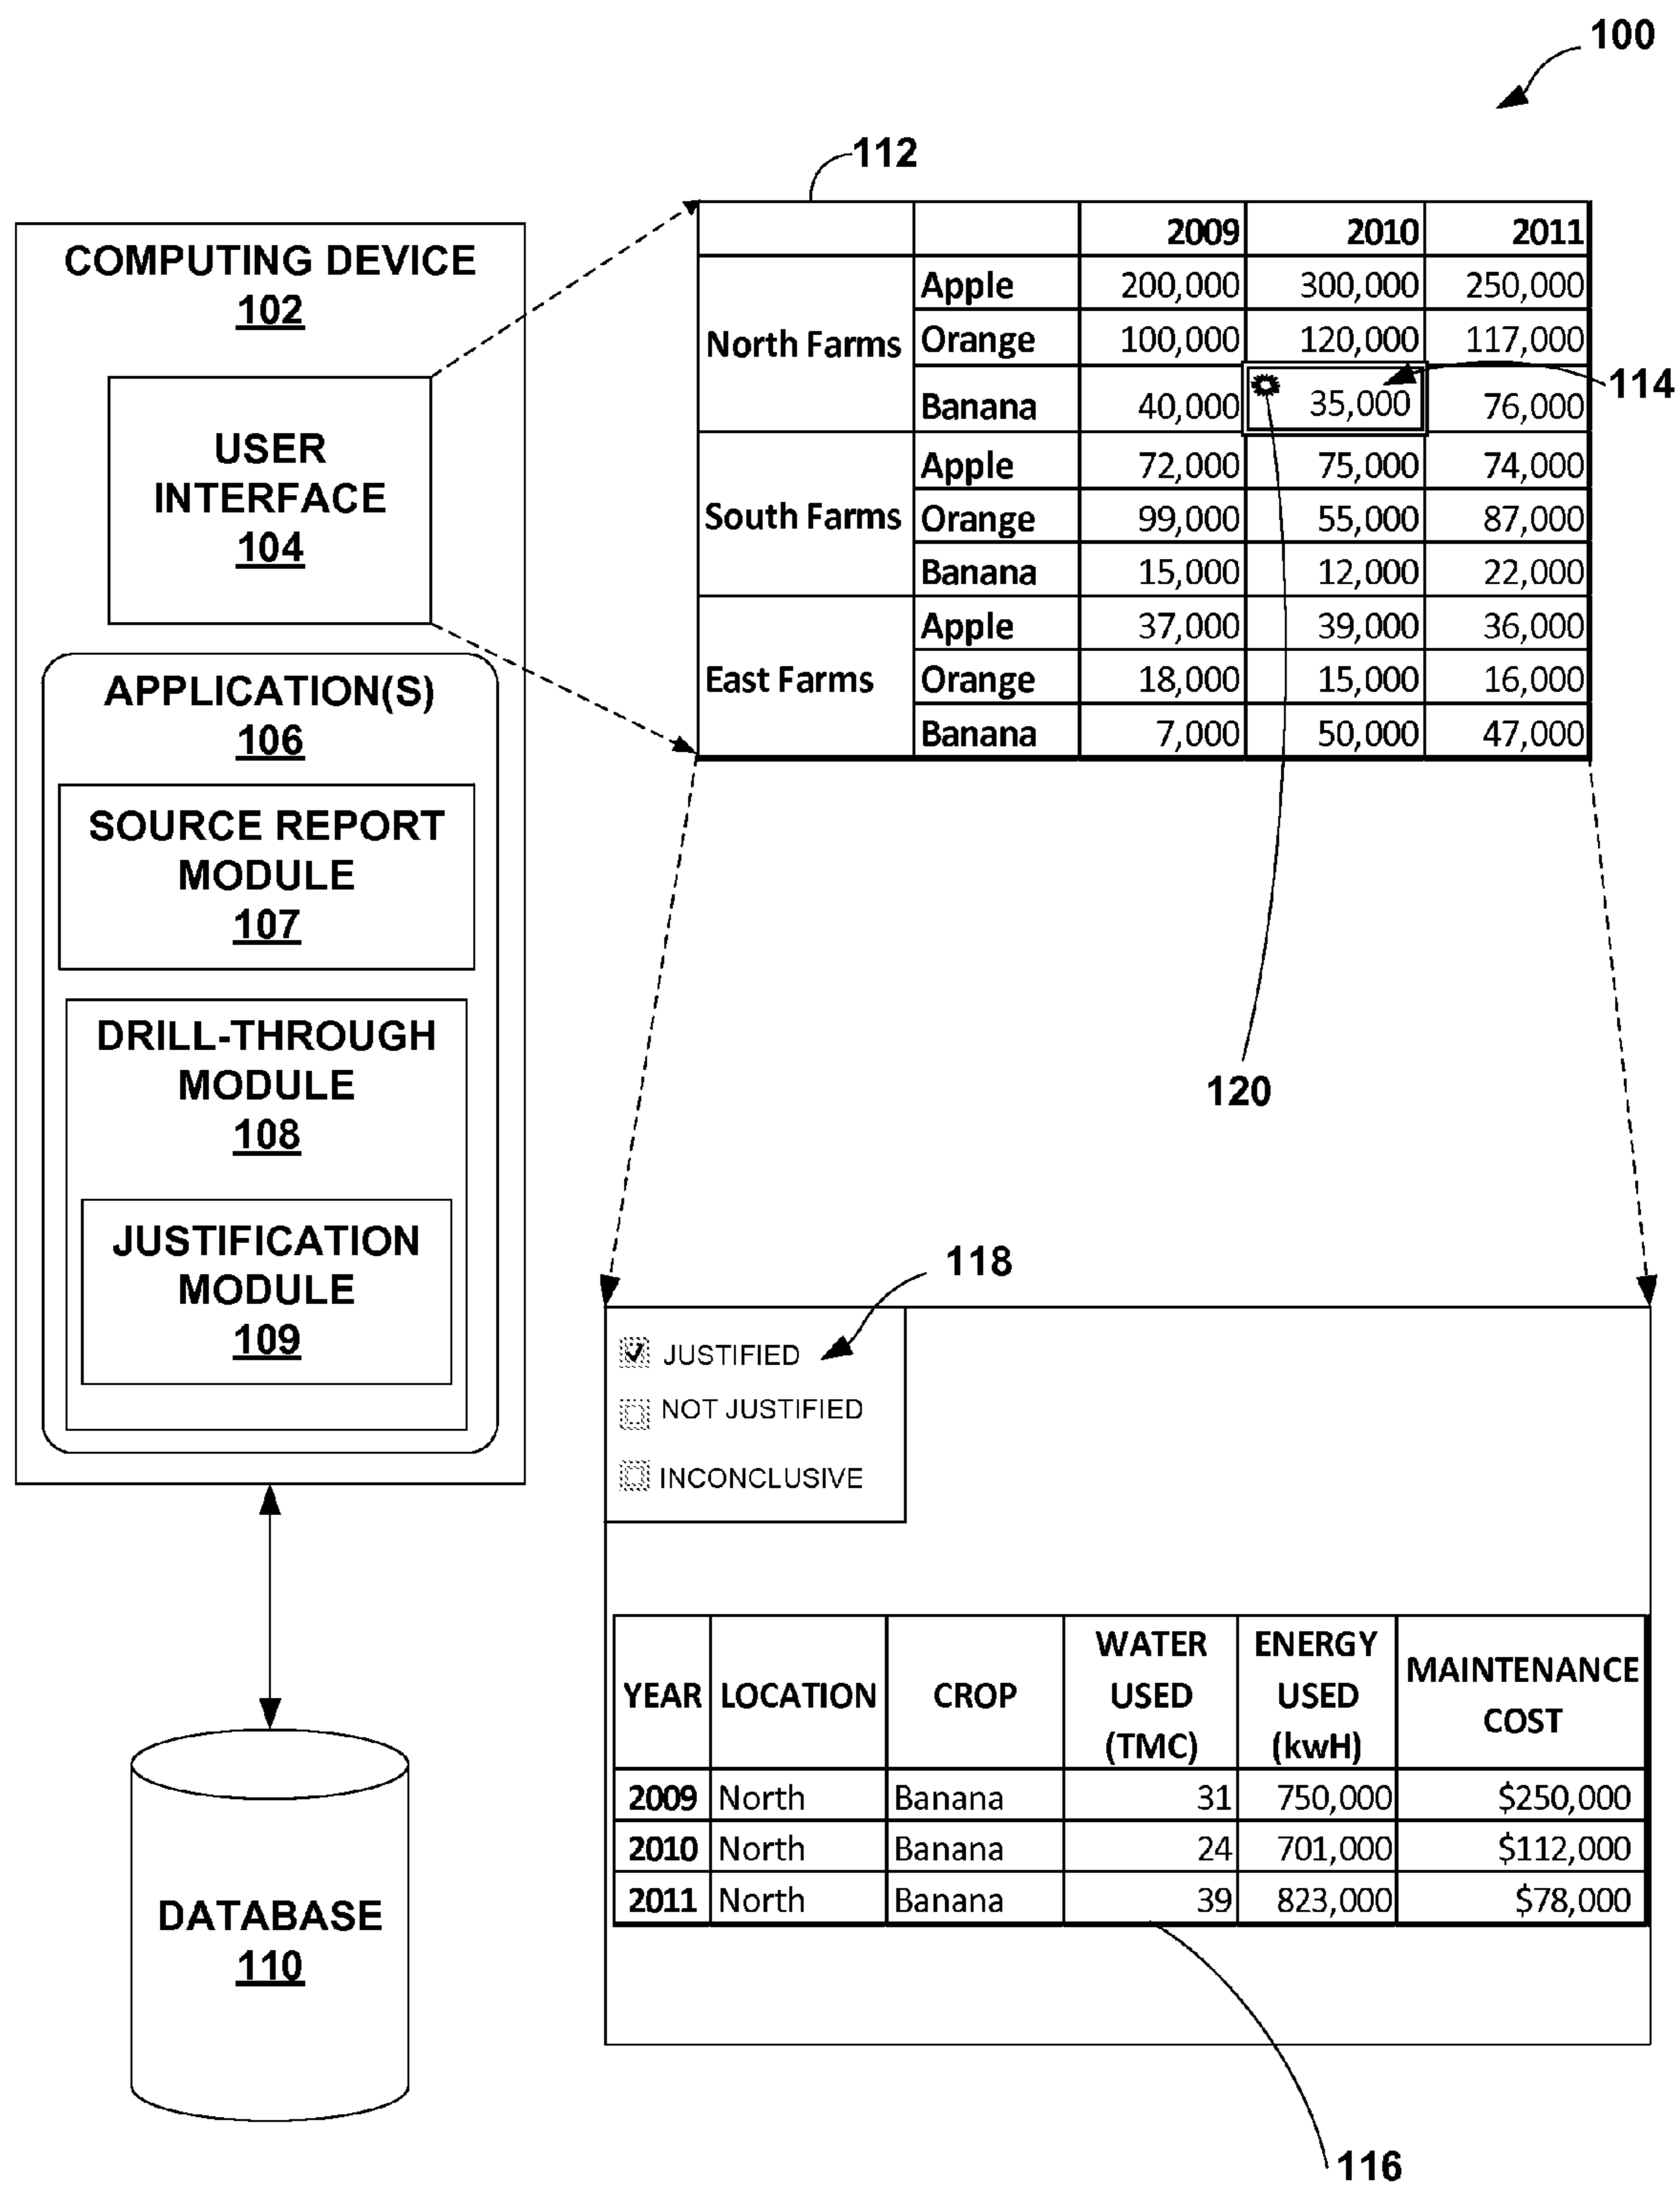 100
112
COMPUTING DEVICE
102
USER
INTERFACE
104
APPLICATION(S)
106
SOURCE REPORT
MODULE
107
DRILL-THROUGH
MODULE
108
JUSTIFICATION
MODULE
109
DATABASE
110
2009 2010 2011
North Farms
Apple 200,000 300,000 250,000
Orange 100,000 120,000 117,000
Banana 40,000 35,000 76,000
114
South Farms
Apple 72,000 75,000 74,000
Orange 99,000 55,000 87,000
Banana 15,000 12,000 22,000
East Farms
Apple 37,000 39,000 36,000
Orange 18,000 15,000 16,000
Banana 7,000 50,000 47,000
120
118
JUSTIFIED
NOT JUSTIFIED
INCONCLUSIVE
YEAR LOCATION CROP WATER USED (TMC) ENERGY USED (kwH) MAINTENANCE COST
2009 North Banana 31 750,000 $250,000
2010 North Banana 24 701,000 $112,000
2011 North Banana 39 823,000 $78,000
116